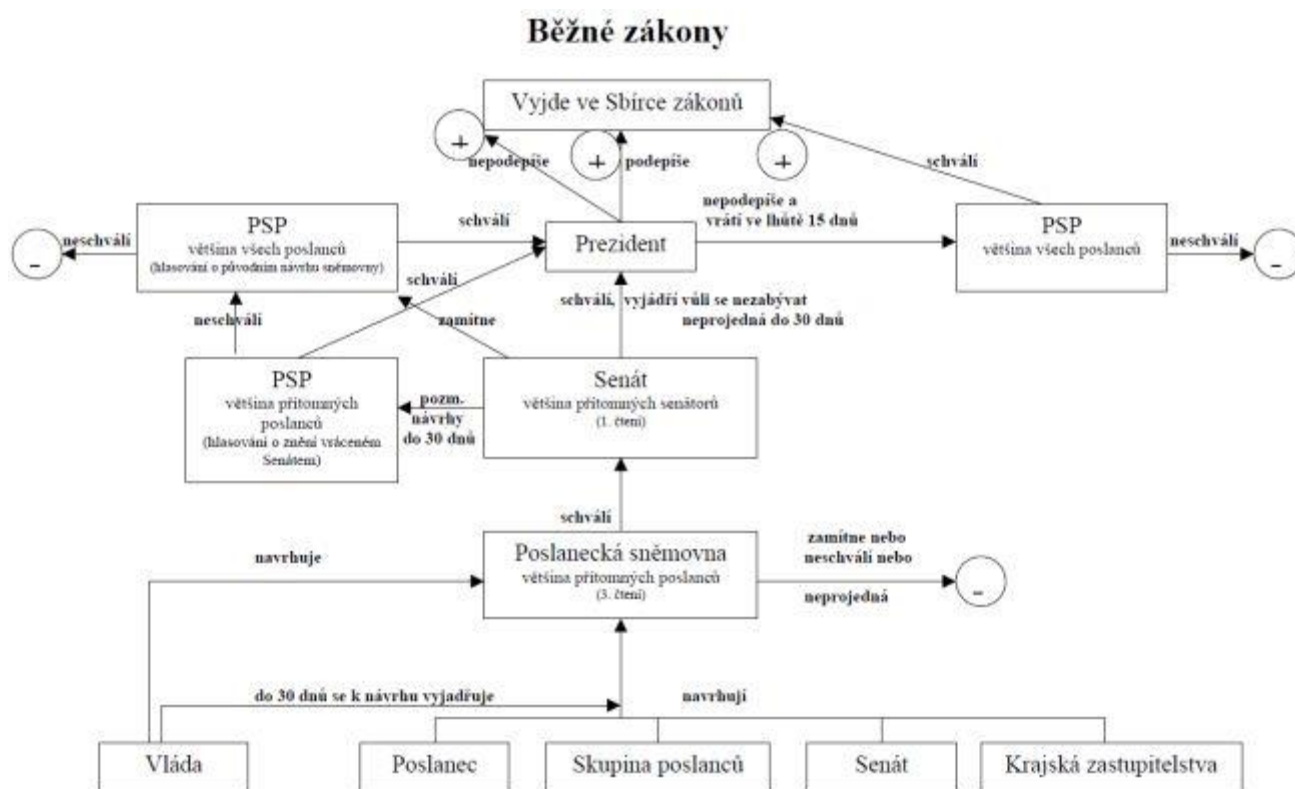 Běžné zákony
Vyjde ve Sbírce zákonů
+
+
+
nepodepíše
podepíše
schválí
nepodepíše a
vrátí ve lhůtě 15 dnů
PSP
většina všech poslanců
(hlasování o původním návrhu sněmovny)
schválí
Prezident
PSP
většina všech poslanců
neschválí
-
neschválí
-
schválí
schválí, vyjádří vůli se nezabývat
neprojedná do 30 dnů
neschválí
zamítne
PSP
většina přítomných
poslanců
(hlasování o znění vráceném
Senátem)
pozm.
návrhy
do 30 dnů
Senát
většina přítomných senátorů
(1. čtení)
schválí
navrhuje
Poslanecká sněmovna
většina přítomných poslanců
(3. čtení)
zamítne nebo
neschválí nebo
neprojedná
-
do 30 dnů se k návrhu vyjadřuje
navrhují
Vláda
Poslanec
Skupina poslanců
Senát
Krajská zastupitelstva